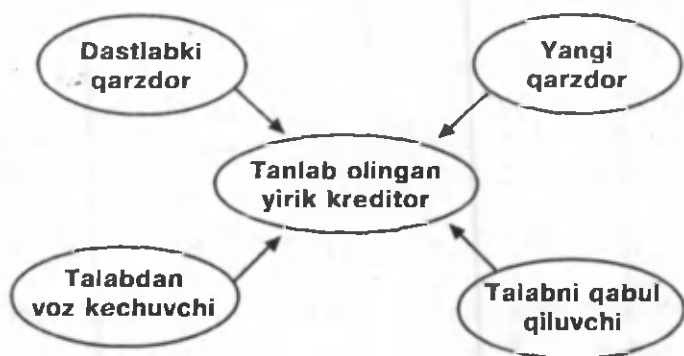 Dastlabki
qarzdor
Yangi
qarzdor
Tanlab olingan
yirik kreditor
Talabdan
voz kechuvchi
Talabni qabul
qiluvchi